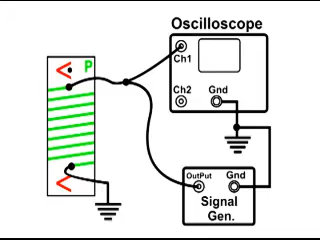 Oscilloscope
P
Ch1
Ch2
Gnd
OutPut
Gnd
Signal
Gen.